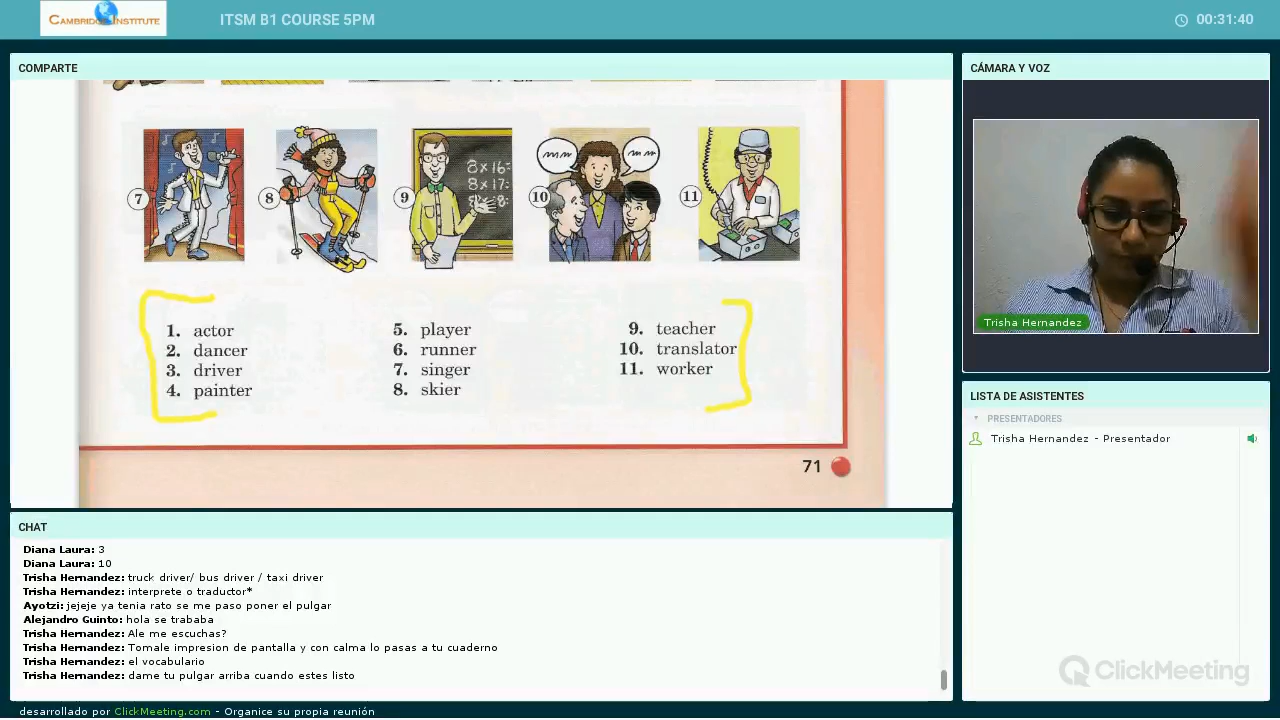 CAMBRIDGE INSTITUTE
ITSM B1 COURSE 5PM
00:31:40
COMPARTE
7
8
9
8 x 16:
8 x 17:
10
11
1. actor
2. dancer
3. driver
4. painter
5. player
6. runner
7. singer
8. skier
9. teacher
10. translator
11. worker
71
CÁMARA Y VOZ
Trisha Hernandez
LISTA DE ASISTENTES
PRESENTADORES
Trisha Hernandez - Presentador
CHAT
Diana Laura: 3
Diana Laura: 10
Trisha Hernandez: truck driver/ bus driver / taxi driver
Trisha Hernandez: interprete o traductor*
Ayotzi: jejeje ya tenia rato se me paso poner el pulgar
Alejandro Guinto: hola se trababa
Trisha Hernandez: Ale me escuchas?
Trisha Hernandez: Tomale impresion de pantalla y con calma lo pasas a tu cuaderno
Trisha Hernandez: el vocabulario
Trisha Hernandez: dame tu pulgar arriba cuando estes listo
ClickMeeting
desarrollado por ClickMeeting.com - Organice su propia reunión